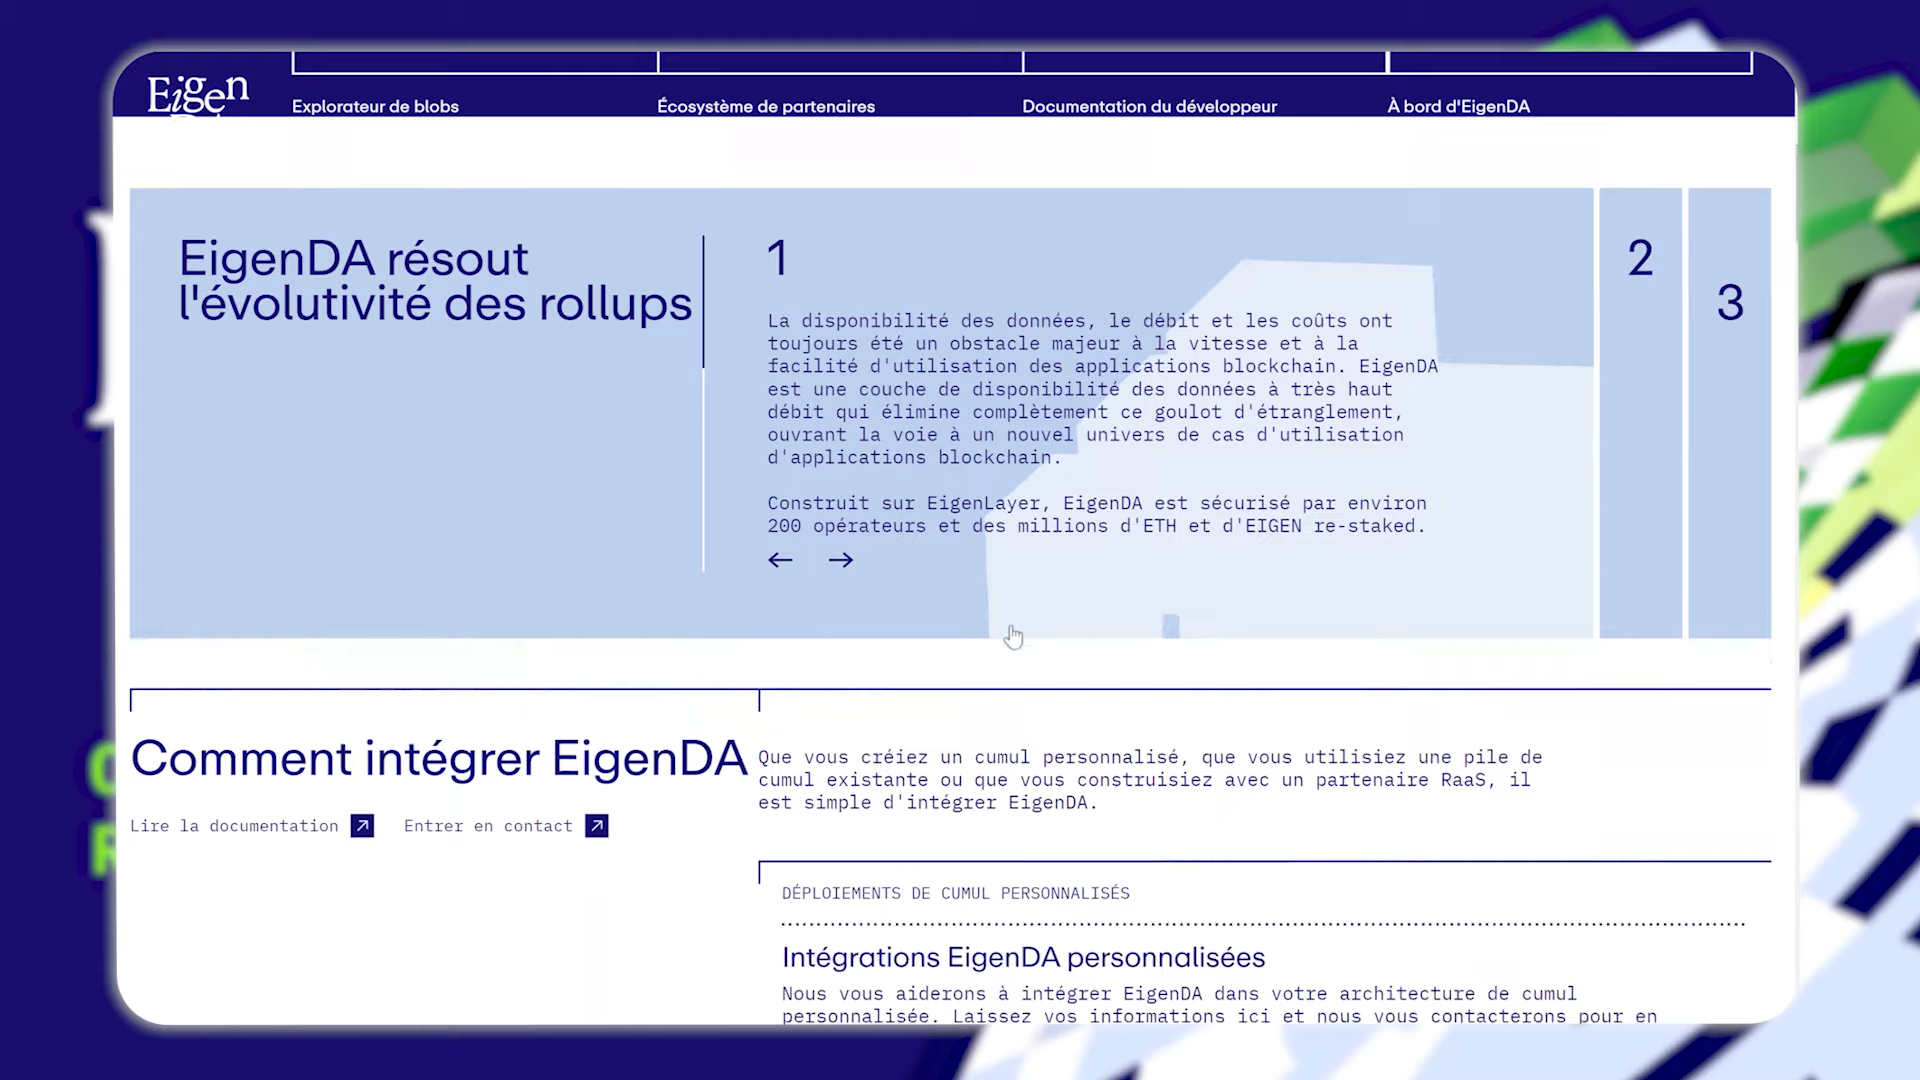 Eigen
Explorateur de blobs
Écosystème de partenaires
Documentation du développeur
À bord d'EigenDA
EigenDA résout
l'évolutivité des rollups
1
La disponibilité des données, le débit et les coûts ont
toujours été un obstacle majeur à la vitesse et à la
facilité d'utilisation des applications blockchain. EigenDA
est une couche de disponibilité des données à très haut
débit qui élimine complètement ce goulot d'étranglement,
ouvrant la voie à un nouvel univers de cas d'utilisation
d'applications blockchain.
Construit sur EigenLayer, EigenDA est sécurisé par environ
200 opérateurs et des millions d'ETH et d'EIGEN re-staked.
2
3
Comment intégrer EigenDA
Lire la documentation
Entrer en contact
Que vous créiez un cumul personnalisé, que vous utilisiez une pile de
cumul existante ou que vous construisiez avec un partenaire RaaS, il
est simple d'intégrer EigenDA.
DÉPLOIEMENTS DE CUMUL PERSONNALISÉS
Intégrations EigenDA personnalisées
Nous vous aiderons à intégrer EigenDA dans votre architecture de cumul
personnalisée. Laissez vos informations ici et nous vous contacterons pour en